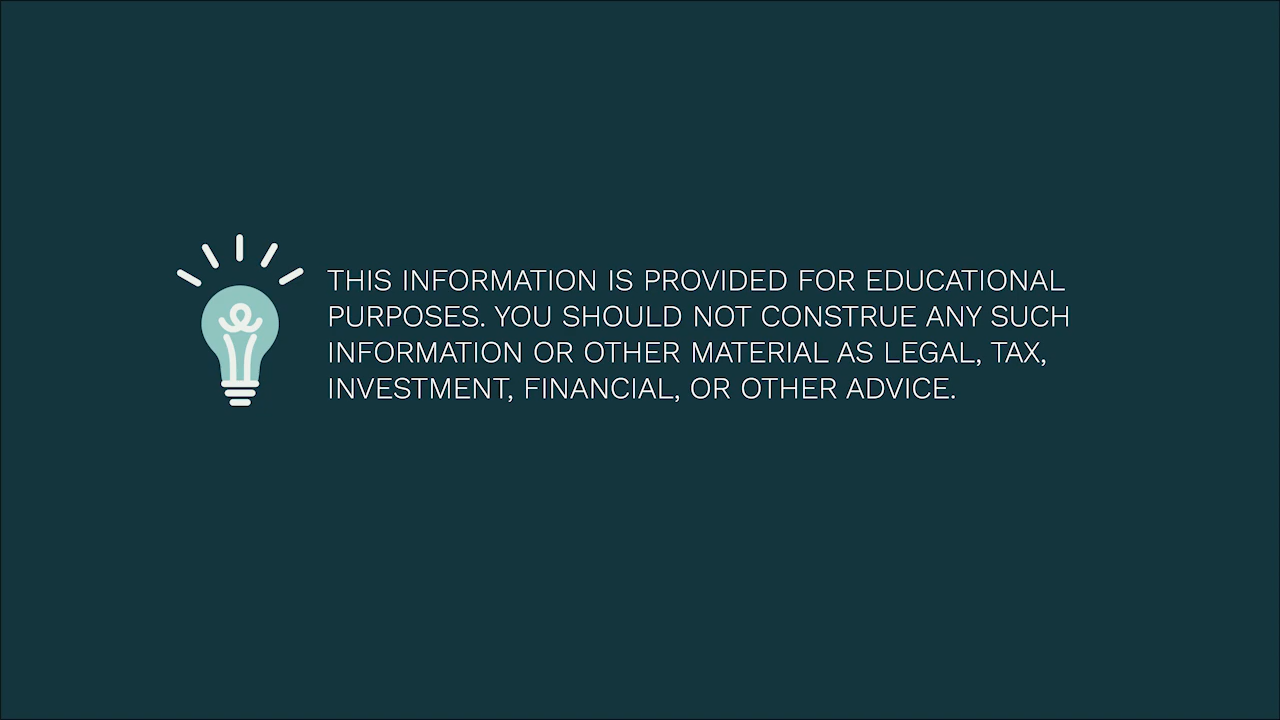 THIS INFORMATION IS PROVIDED FOR EDUCATIONAL
PURPOSES. YOU SHOULD NOT CONSTRUE ANY SUCH
INFORMATION OR OTHER MATERIAL AS LEGAL, TAX,
INVESTMENT, FINANCIAL, OR OTHER ADVICE.